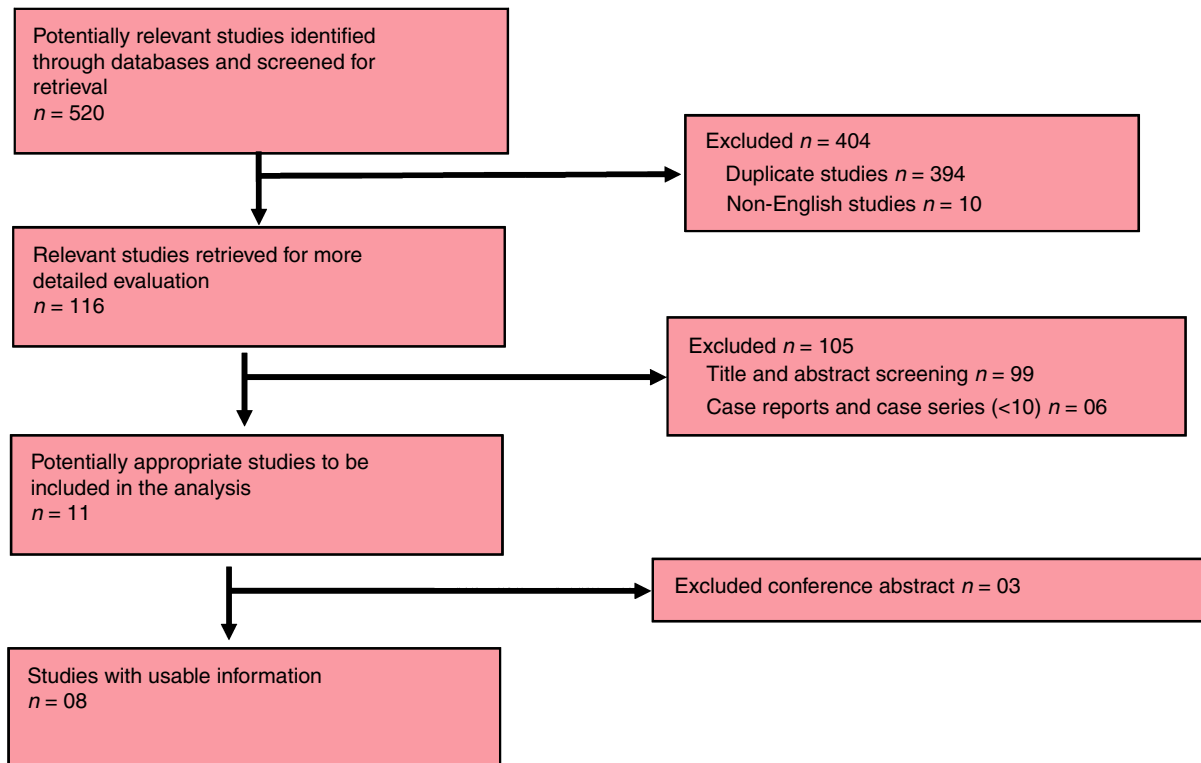 Potentially relevant studies identified
through databases and screened for
retrieval
n = 520
Excluded n = 404
Duplicate studies n = 394
Non-English studies n = 10
Relevant studies retrieved for more
detailed evaluation
n = 116
Excluded n = 105
Title and abstract screening n = 99
Case reports and case series (<10) n = 06
Potentially appropriate studies to be
included in the analysis
n = 11
Excluded conference abstract n = 03
Studies with usable information
n = 08